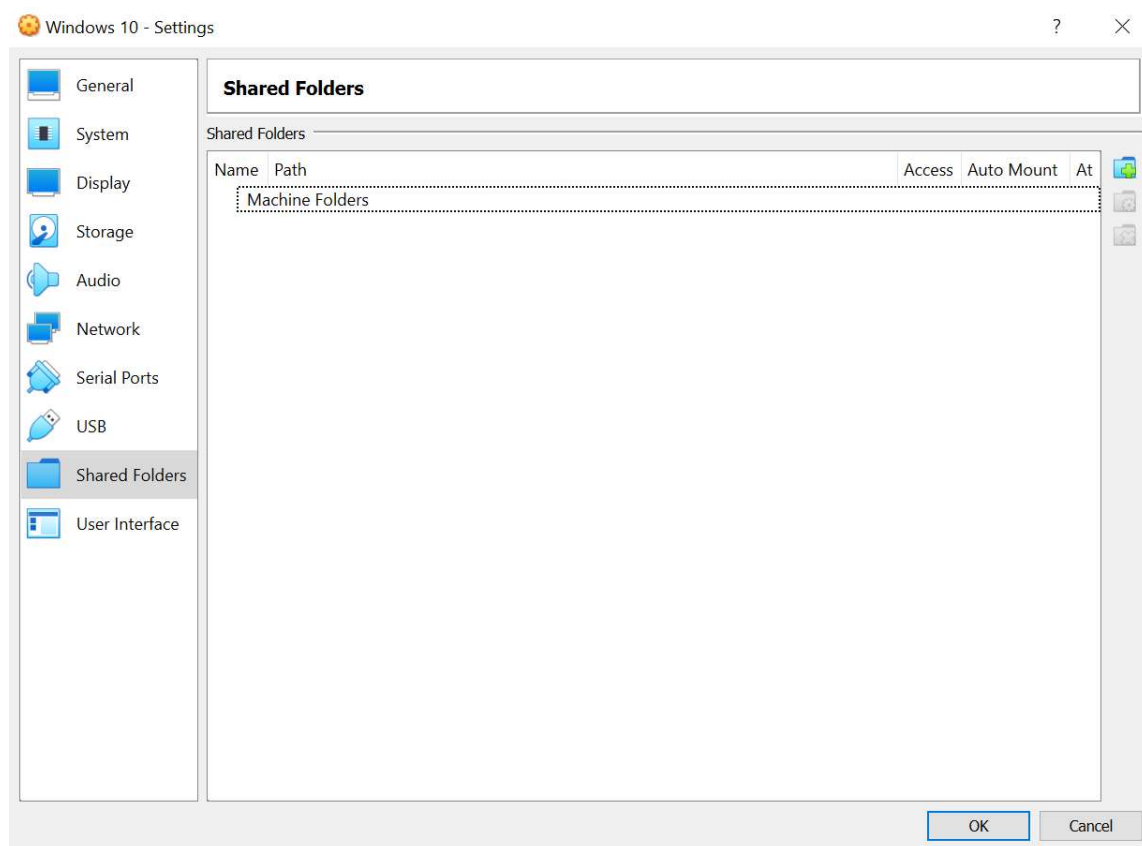 Windows 10 - Settings
?
General
System
Display
Storage
Audio
Network
Serial Ports
USB
Shared Folders
User Interface
Shared Folders
Shared Folders
Name Path Access Auto Mount At
Machine Folders
OK Cancel